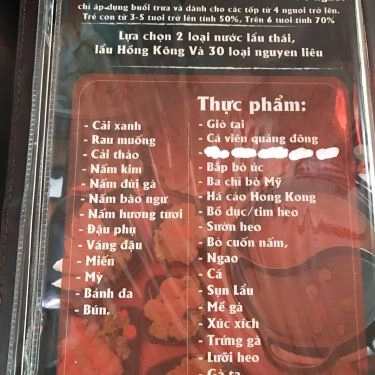 chỉ áp dụng buổi trưa và dành cho các tốp từ 4 người trở lên.
Trẻ con từ 3-5 tuổi trở lên tính 50%, Trên 6 tuổi tính 70%
Lựa chọn 2 loại nước lẩu thái,
lẩu Hồng Kông Và 30 loại nguyen liêu
- Cải xanh
- Rau muống
- Cải thảo
- Nấm kim
- Nấm đùi gà
- Nấm bào ngư
- Nấm hương tươi
- Đậu phụ
- Váng đậu
- Miến
- Mỳ
- Bánh đa
- Bún.
Thực phẩm:
- Giò tai
- Cá viên quảng đông
- Bắp bò úc
- Ba chỉ bò Mỹ
- Há cảo Hong Kong
- Bồ dục/tim heo
- Sườn heo
- Bò cuốn nấm,
- Ngao
- Cá
- Sụn Lẩu
- Mề gà
- Xúc xích
- Trứng gà
- Lưỡi heo
- Gà ta